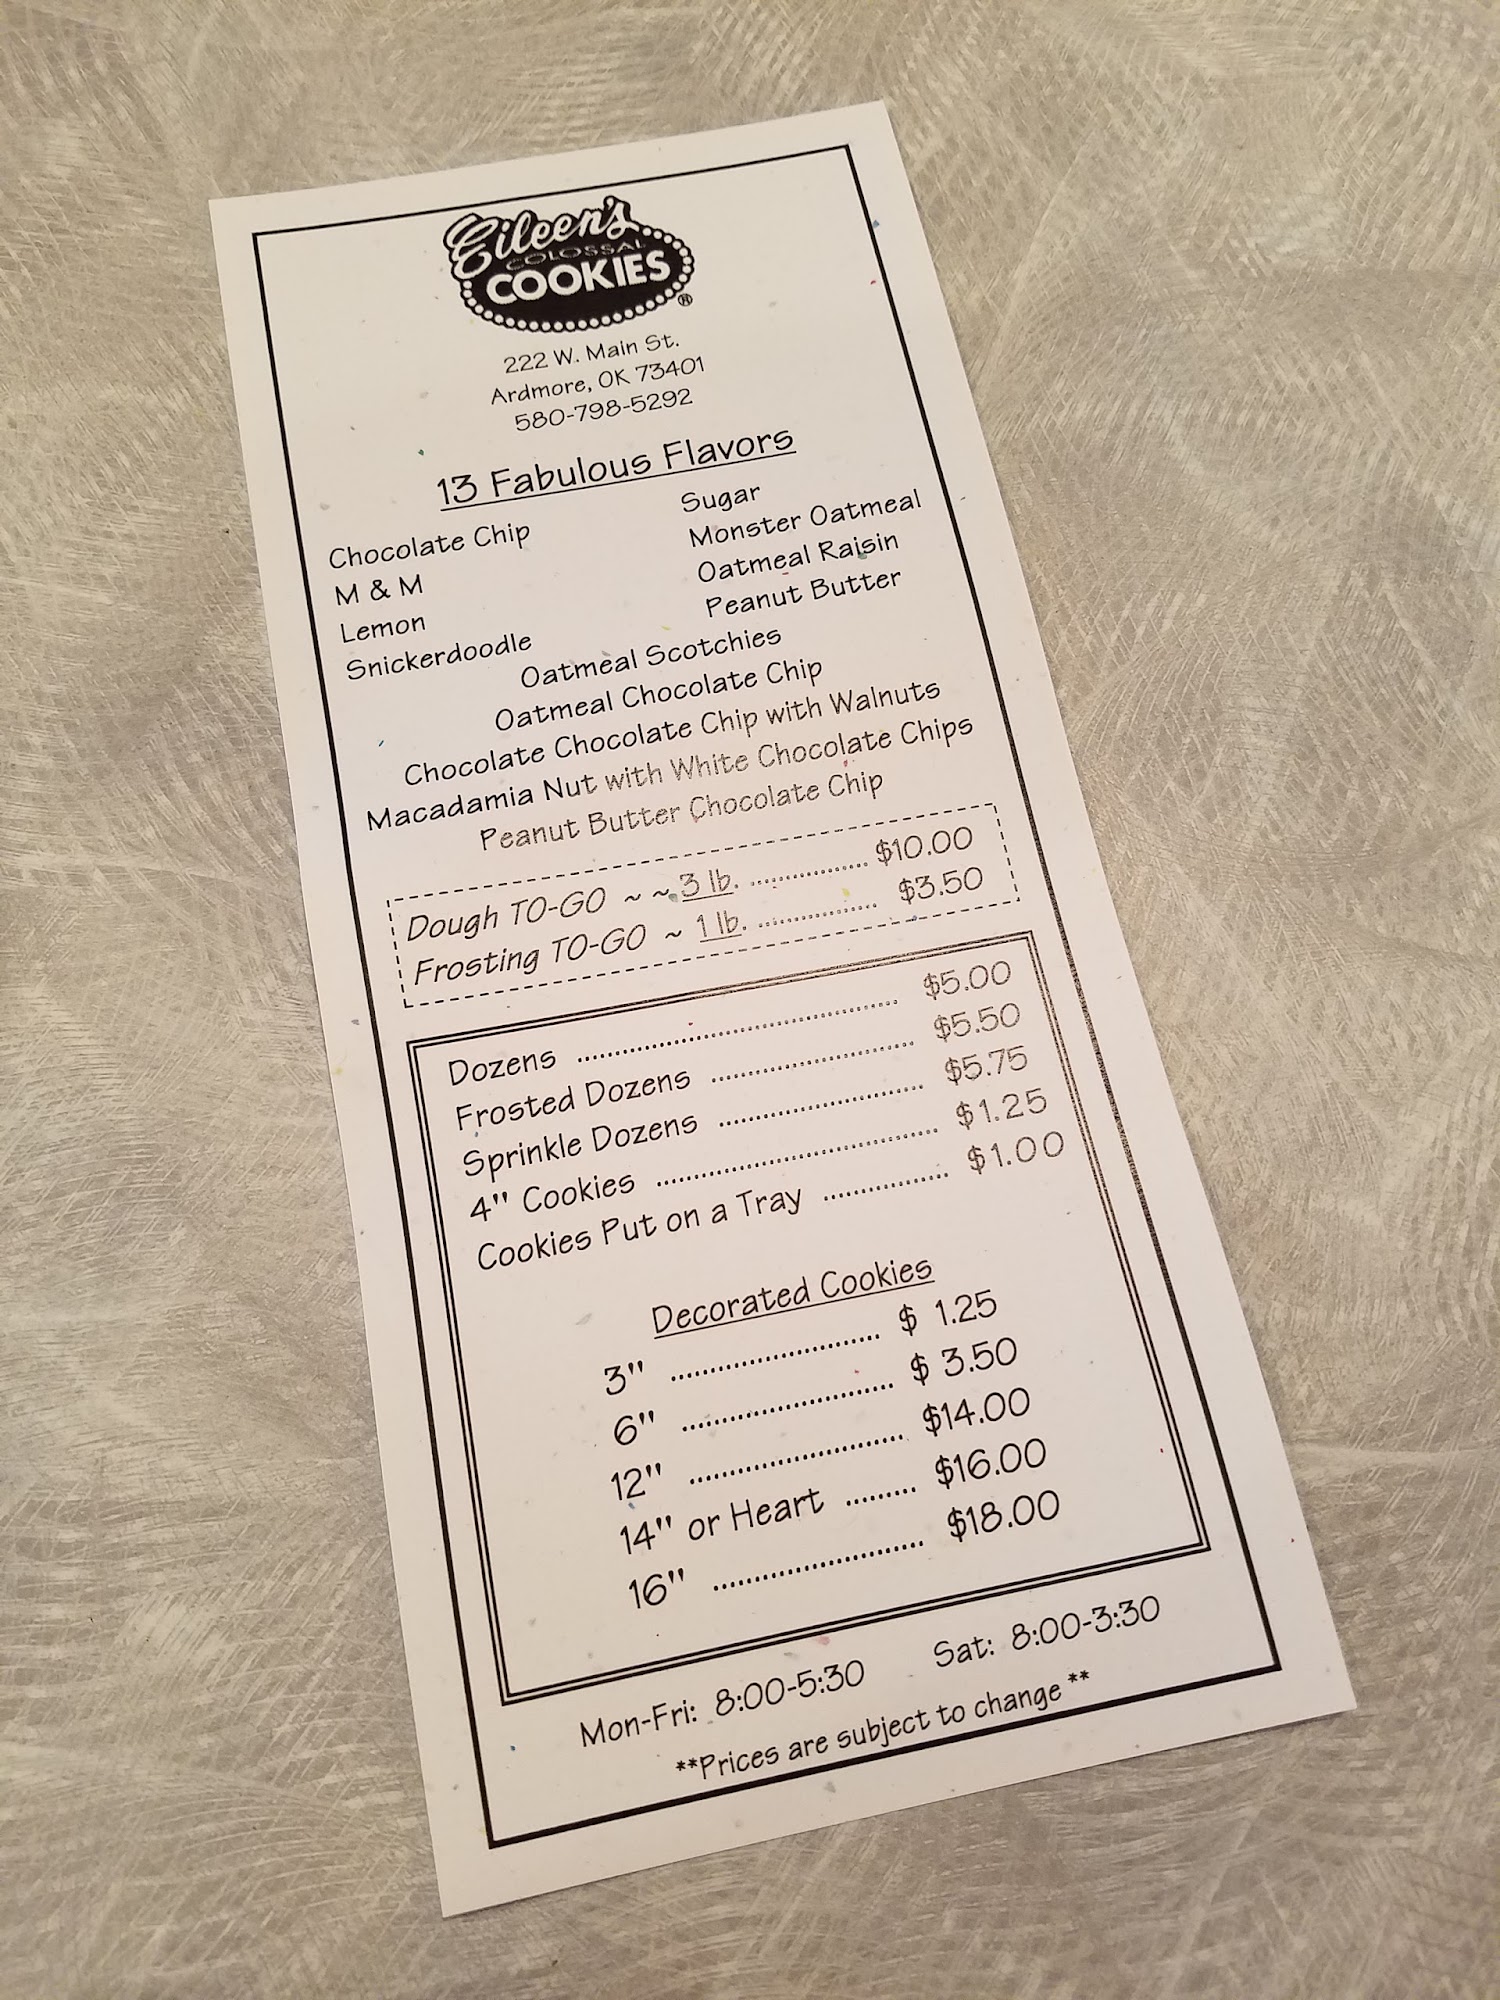 Eileen's
COLOSSAL
COOKIES
®
222 W. Main St.
Ardmore, OK 73401
580-798-5292
13 Fabulous Flavors
Chocolate Chip
M & M
Lemon
Snickerdoodle
Sugar
Monster Oatmeal
Oatmeal Raisin
Peanut Butter
Oatmeal Scotchies
Oatmeal Chocolate Chip
Chocolate Chocolate Chip with Walnuts
Macadamia Nut with White Chocolate Chips
Peanut Butter Chocolate Chip
Dough TO-GO ~ ~ 3 lb. .................. $10.00
Frosting TO-GO ~ 1 lb. .................. $3.50
Dozens .................. $5.00
Frosted Dozens .................. $5.50
Sprinkle Dozens .................. $5.75
4" Cookies .................. $1.25
Cookies Put on a Tray .................. $1.00
Decorated Cookies
3" .................. $ 1.25
6" .................. $ 3.50
12" .................. $14.00
14" or Heart ......... $16.00
16" .................. $18.00
Mon-Fri: 8:00-5:30 Sat: 8:00-3:30
**Prices are subject to change **